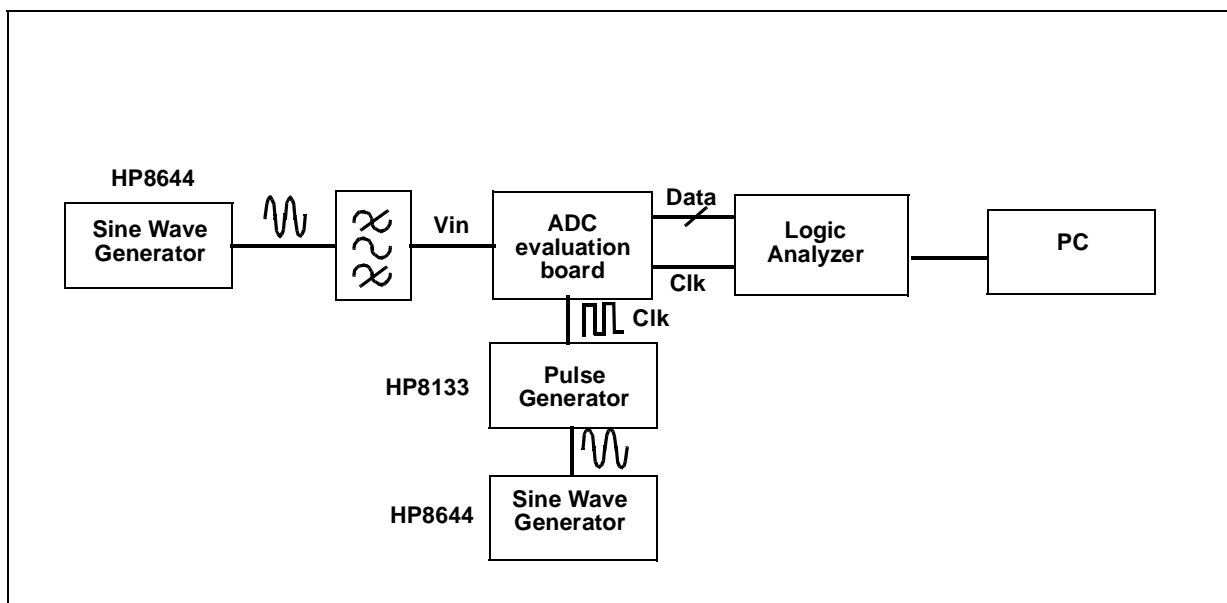 HP8644
Sine Wave
Generator
Vin
ADC
evaluation
board
Data
Clk
Logic
Analyzer
PC
Clk
HP8133
Pulse
Generator
HP8644
Sine Wave
Generator